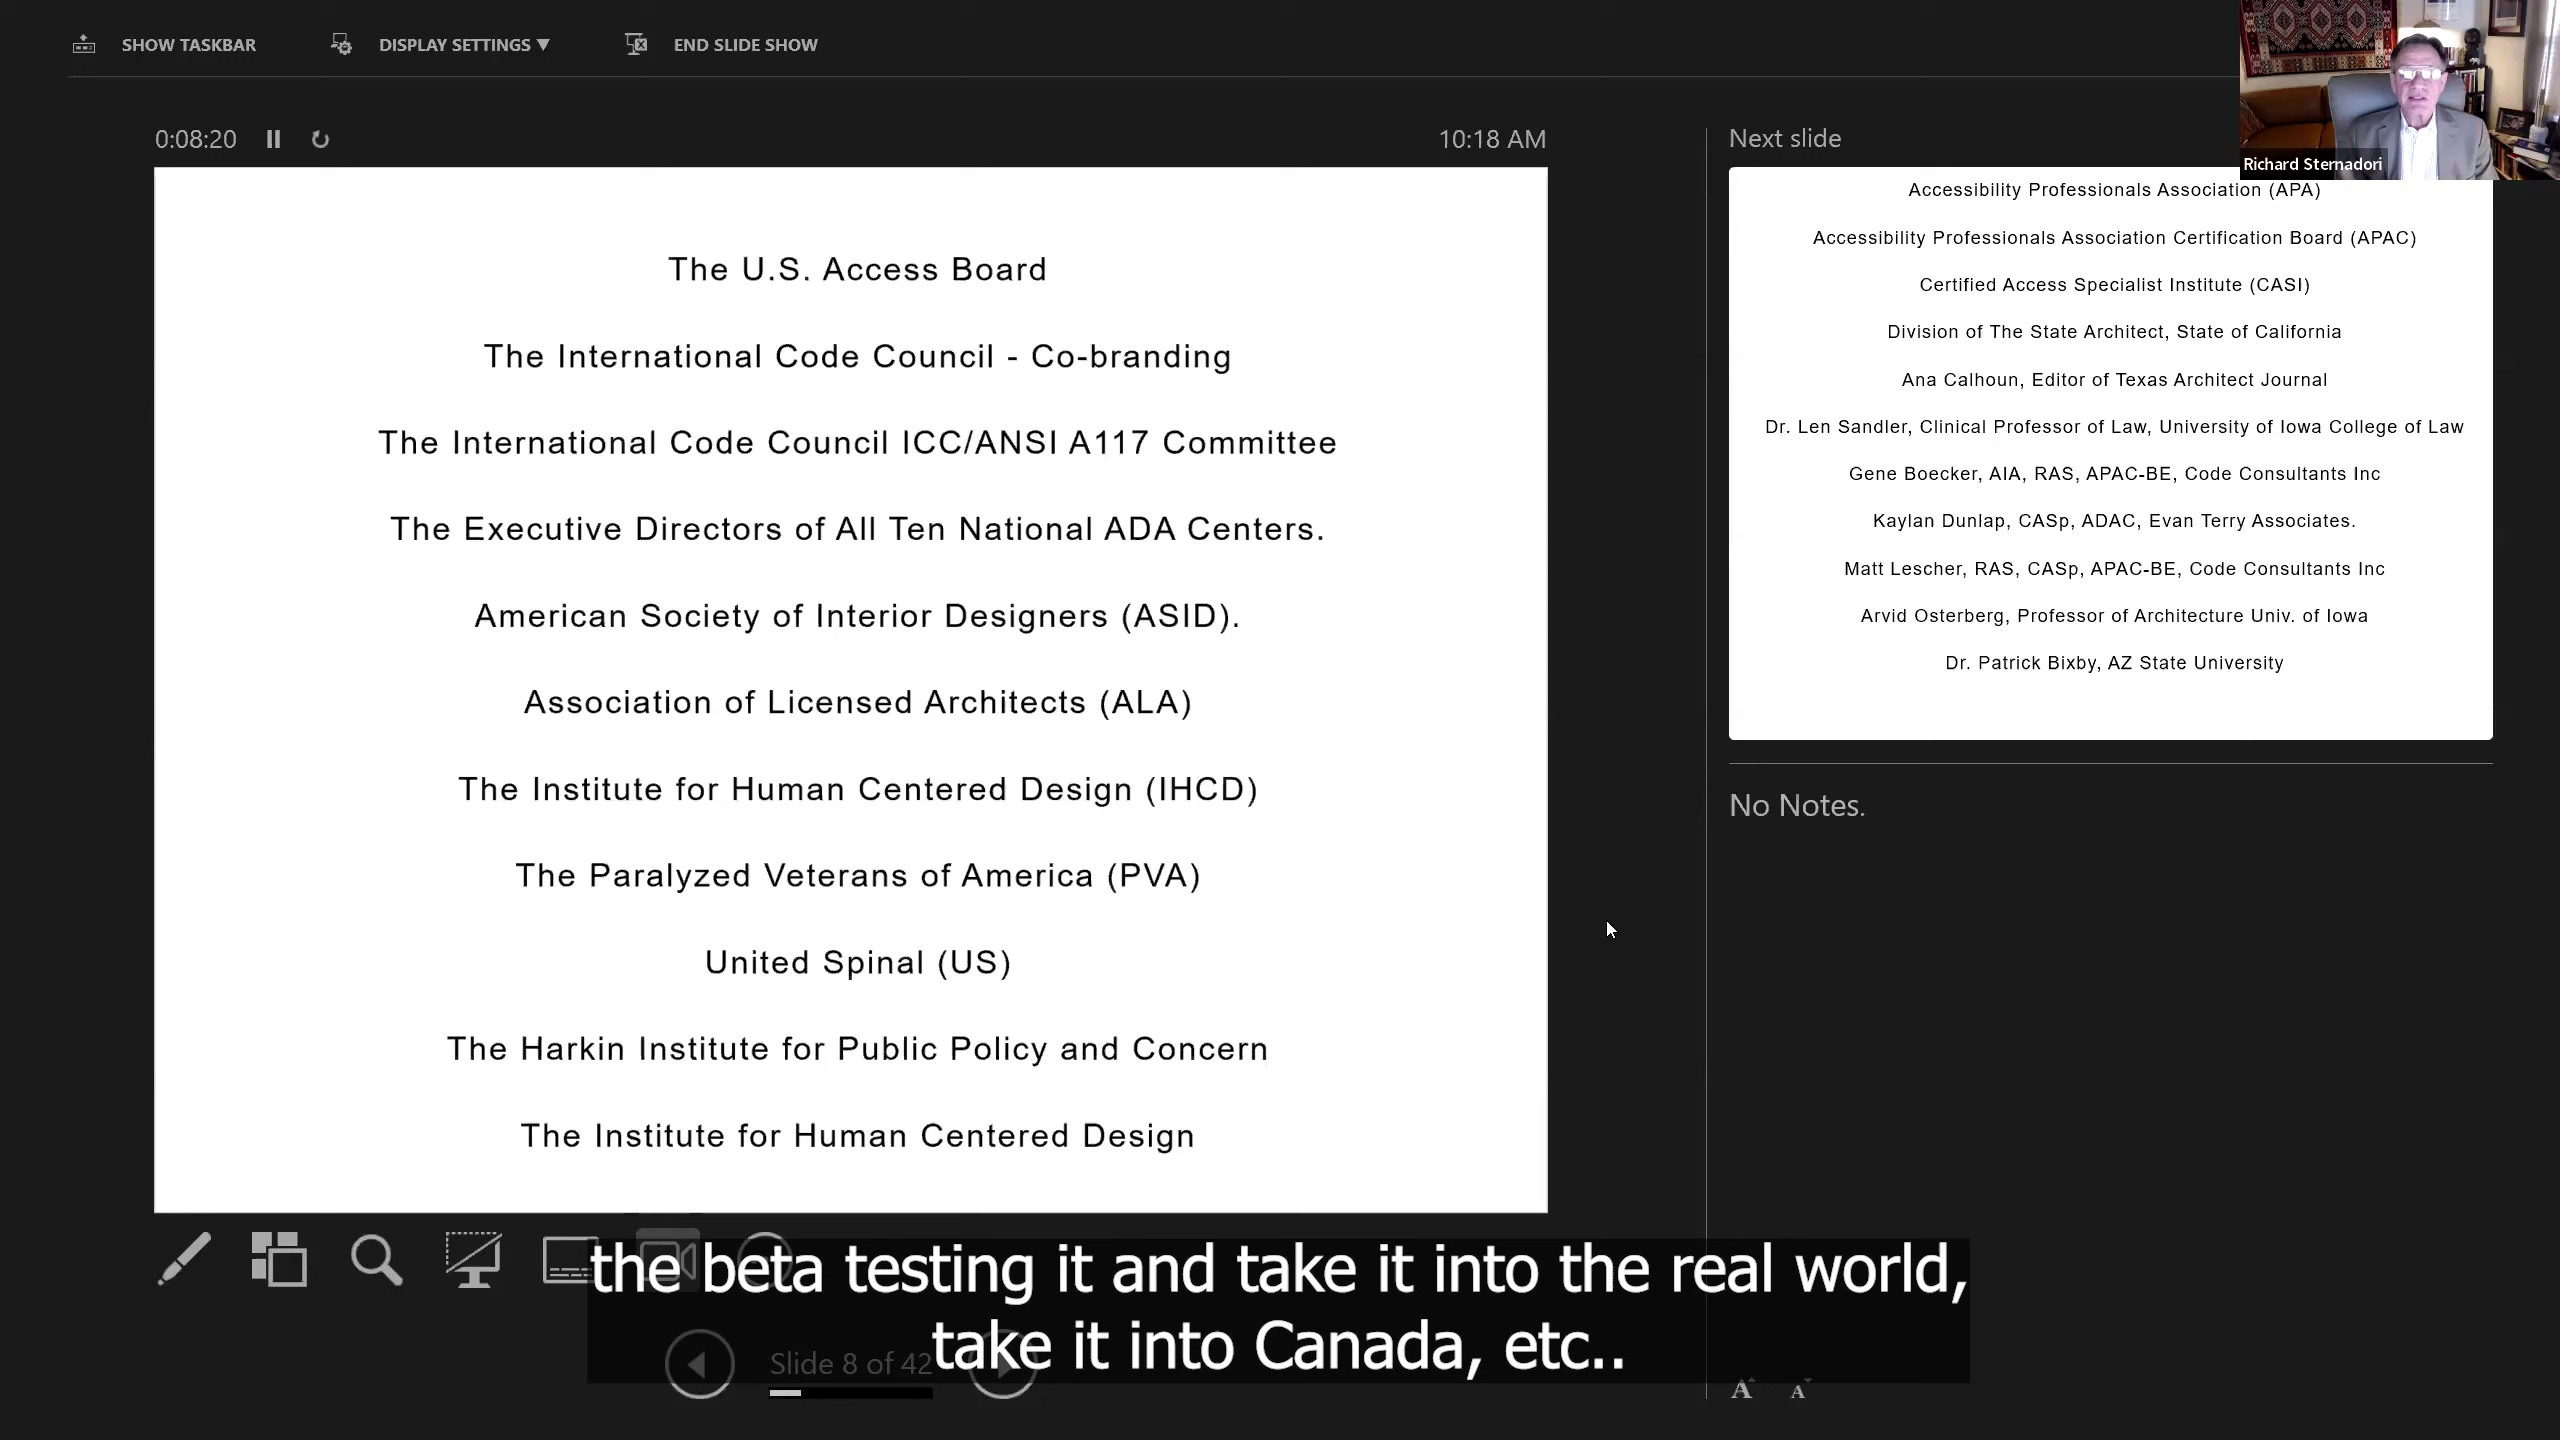 SHOW TASKBAR
DISPLAY SETTINGS ▼
END SLIDE SHOW
0:08:20
10:18 AM
The U.S. Access Board
The International Code Council - Co-branding
The International Code Council ICC/ANSI A117 Committee
The Executive Directors of All Ten National ADA Centers.
American Society of Interior Designers (ASID).
Association of Licensed Architects (ALA)
The Institute for Human Centered Design (IHCD)
The Paralyzed Veterans of America (PVA)
United Spinal (US)
The Harkin Institute for Public Policy and Concern
The Institute for Human Centered Design
Next slide
Richard Sternadori
Accessibility Professionals Association (APA)
Accessibility Professionals Association Certification Board (APAC)
Certified Access Specialist Institute (CASI)
Division of The State Architect, State of California
Ana Calhoun, Editor of Texas Architect Journal
Dr. Len Sandler, Clinical Professor of Law, University of Iowa College of Law
Gene Boecker, AIA, RAS, APAC-BE, Code Consultants Inc
Kaylan Dunlap, CASp, ADAC, Evan Terry Associates.
Matt Lescher, RAS, CASp, APAC-BE, Code Consultants Inc
Arvid Osterberg, Professor of Architecture Univ. of Iowa
Dr. Patrick Bixby, AZ State University
No Notes.
the beta testing it and take it into the real world,
take it into Canada, etc..
Slide 8 of 42
A A